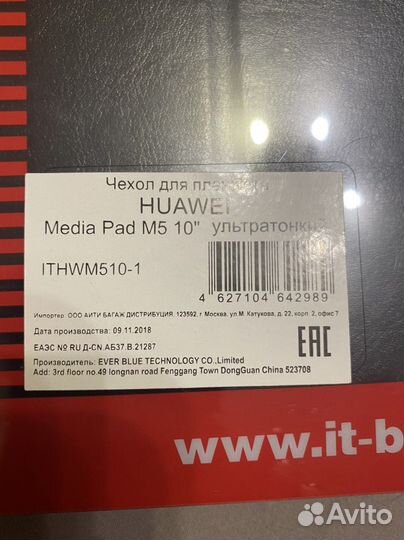 Чехол для планшета
HUAWEI
Media Pad M5 10" ультратонкий
ITHWM510-1
4 627104 642989
Импортер: ООО АЙТИ БАГАЖ ДИСТРИБУЦИЯ, 123592, г. Москва, ул.М. Катукова, д. 22, корп. 2, офис 7
Дата производства: 09.11.2018
EAC
ЕАЭС № RU Д-CN.АБ37.В.21287
Производитель: EVER BLUE TECHNOLOGY CO.,Limited
Add: 3rd floor no.49 longnan road Fenggang Town DongGuan China 523708
www.it-b
Avito